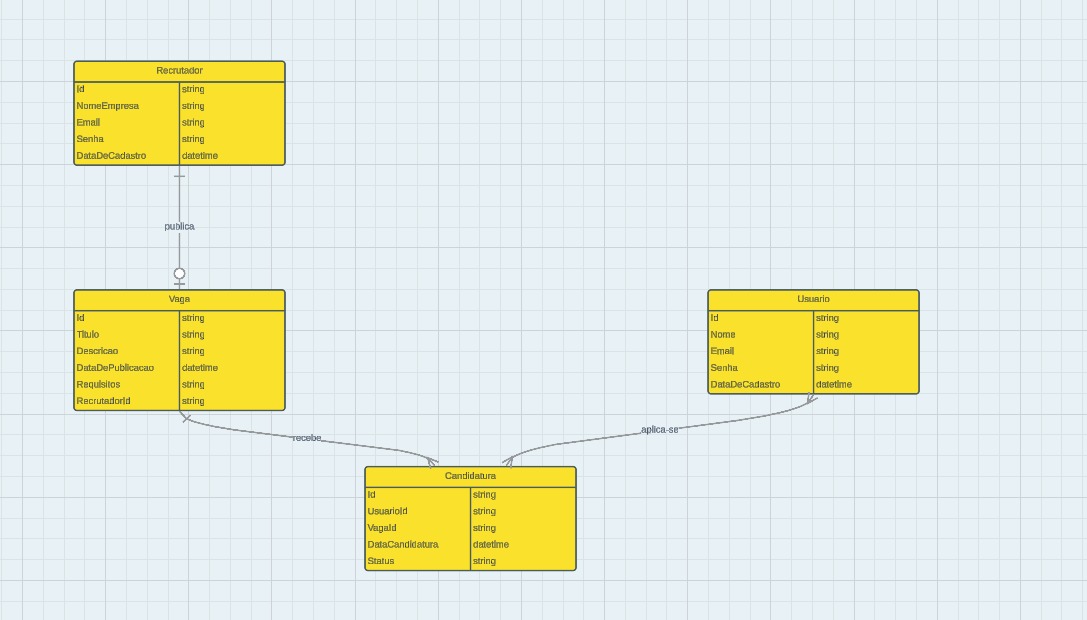 Recrutador
Id string
NomeEmpresa string
Email string
Senha string
DataDeCadastro datetime
publica
Vaga
Id string
Titulo string
Descricao string
DataDePublicacao datetime
Requisitos string
RecrutadorId string
Usuario
Id string
Nome string
Email string
Senha string
DataDeCadastro datetime
recebe
aplica-se
Candidatura
Id string
UsuarioId string
VagaId string
DataCandidatura datetime
Status string